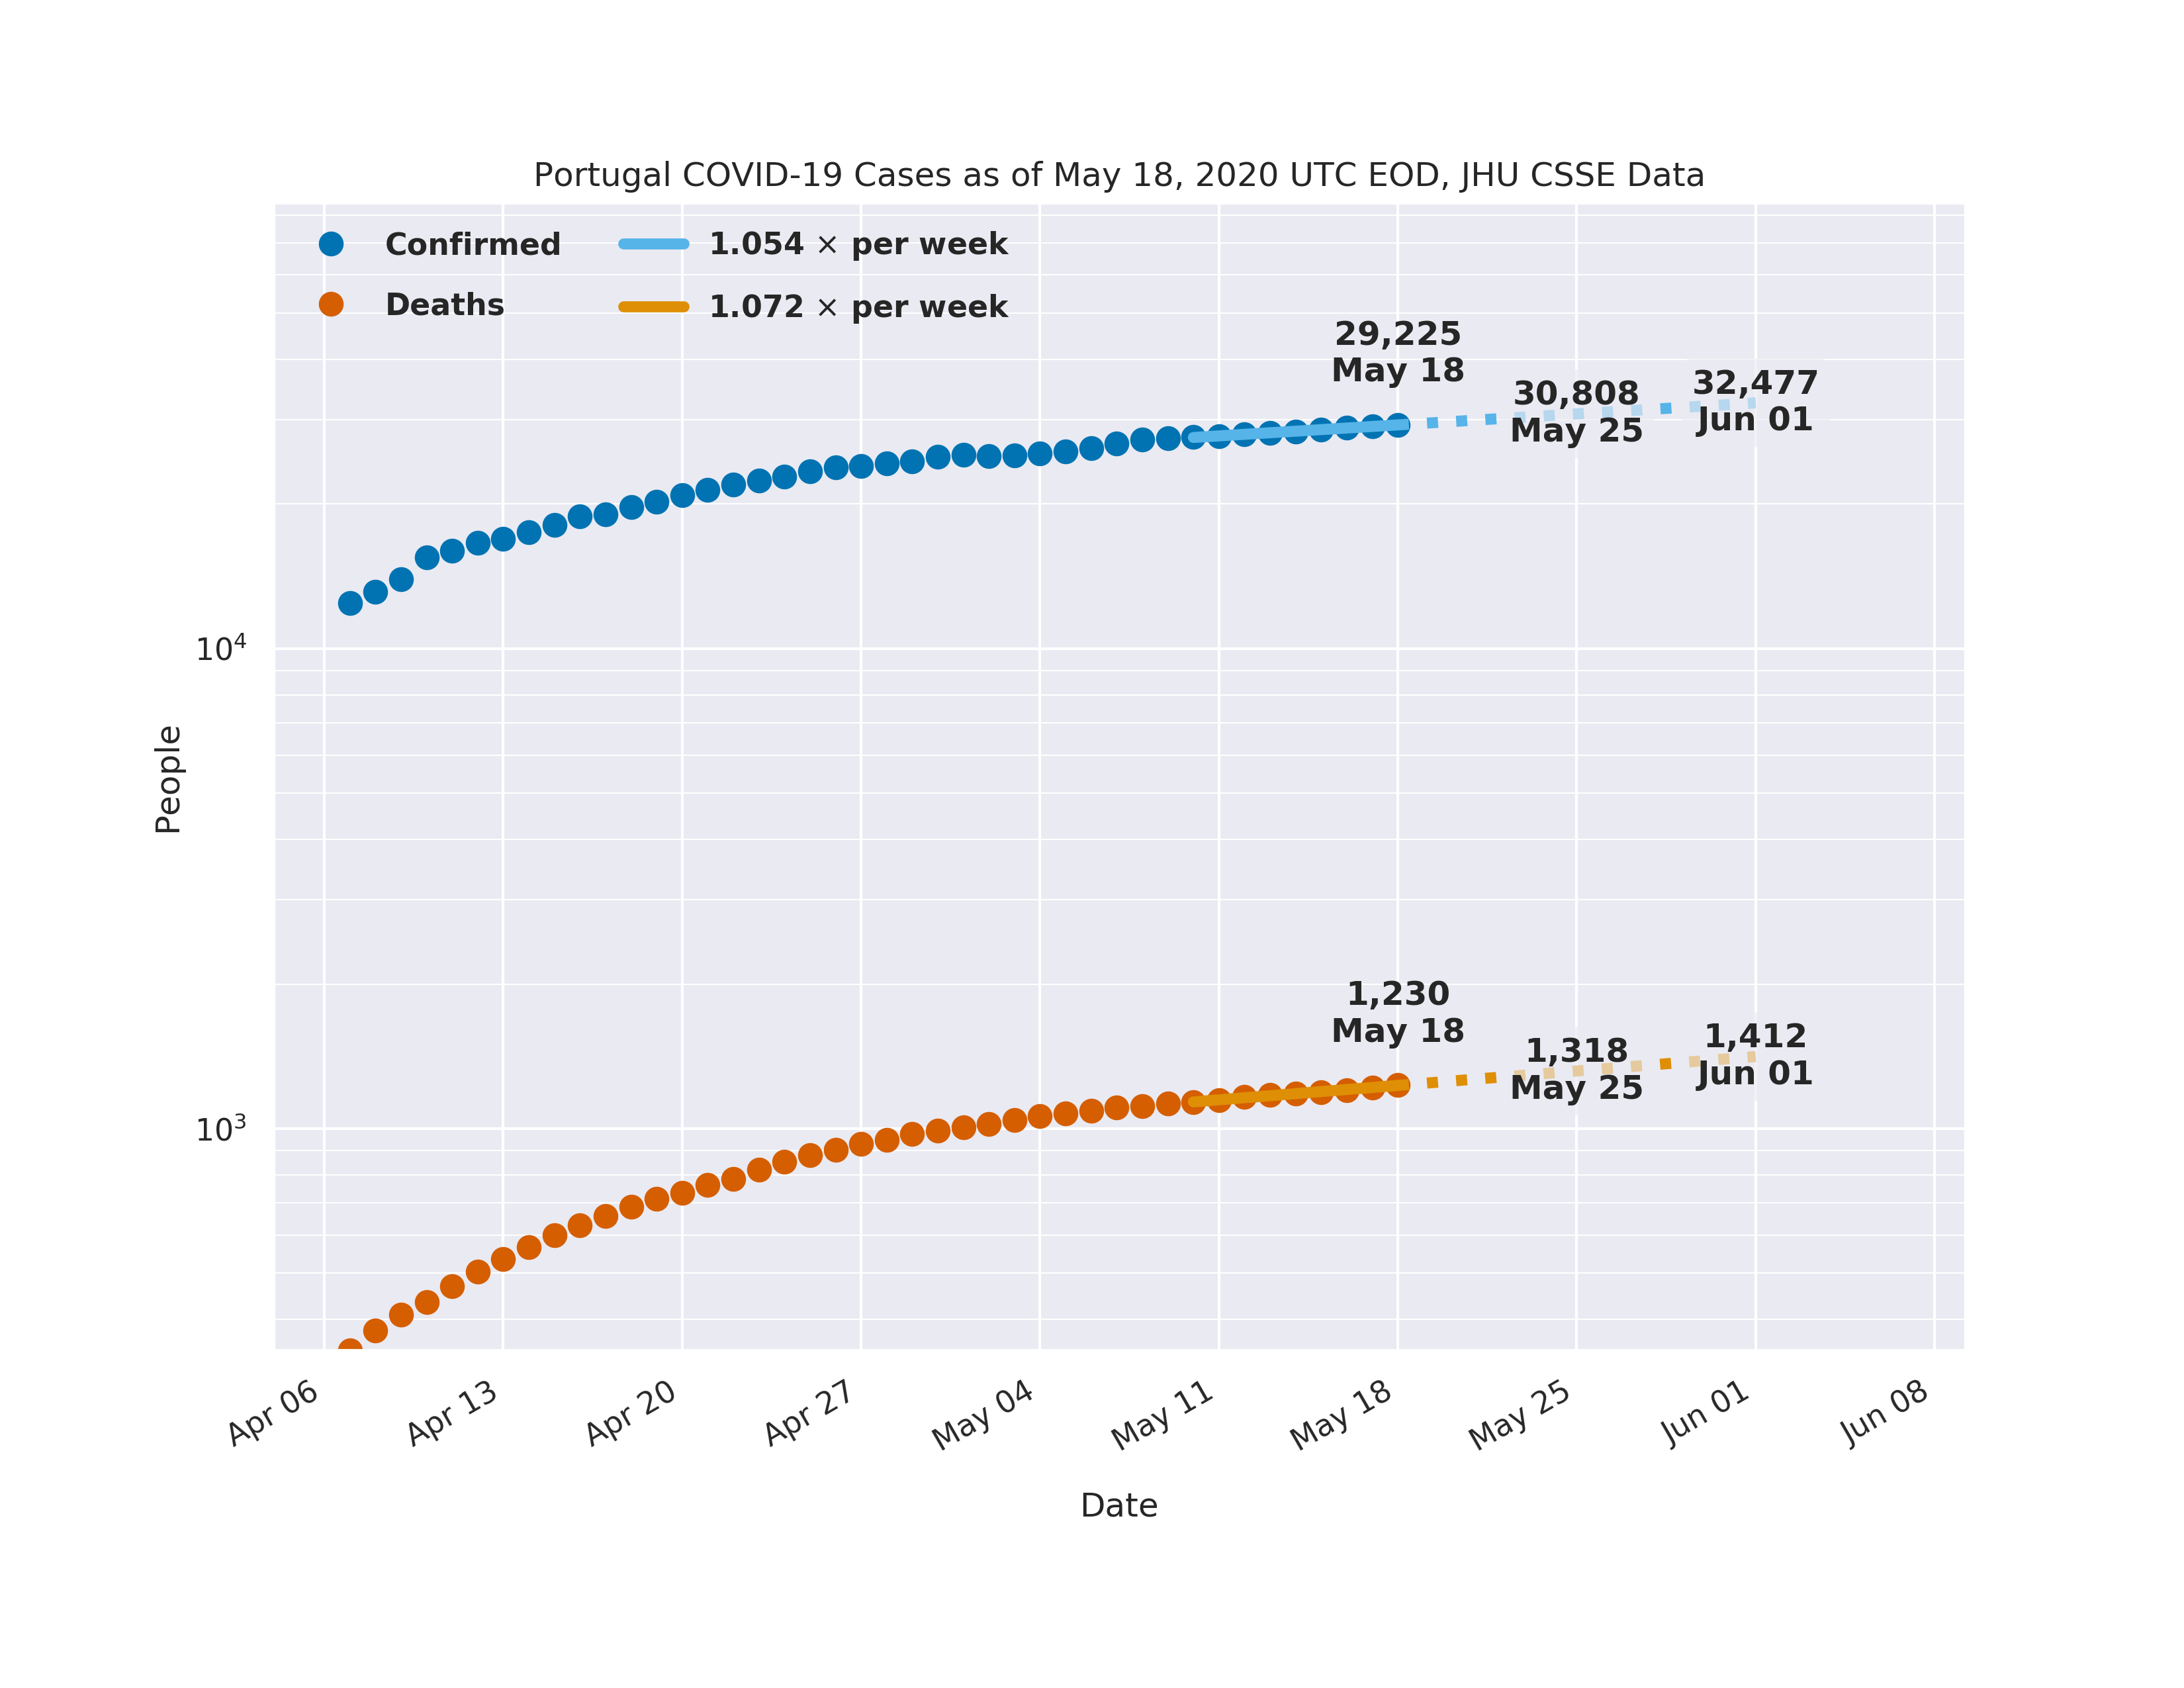 Portugal COVID-19 Cases as of May 18, 2020 UTC EOD, JHU CSSE Data
Confirmed
Deaths
1.054 × per week
1.072 × per week
29,225
May 18
30,808
May 25
32,477
Jun 01
1,230
May 18
1,318
May 25
1,412
Jun 01
People
10⁴
10³
Apr 06
Apr 13
Apr 20
Apr 27
May 04
May 11
May 18
May 25
Jun 01
Jun 08
Date